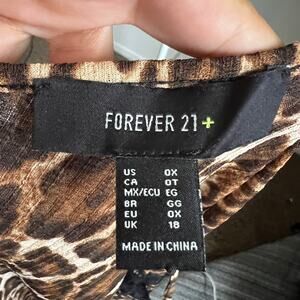 FOREVER 21+
US 0X
CA 0T
MX/ECU EG
BR GG
EU 0X
UK 18
MADE IN CHINA